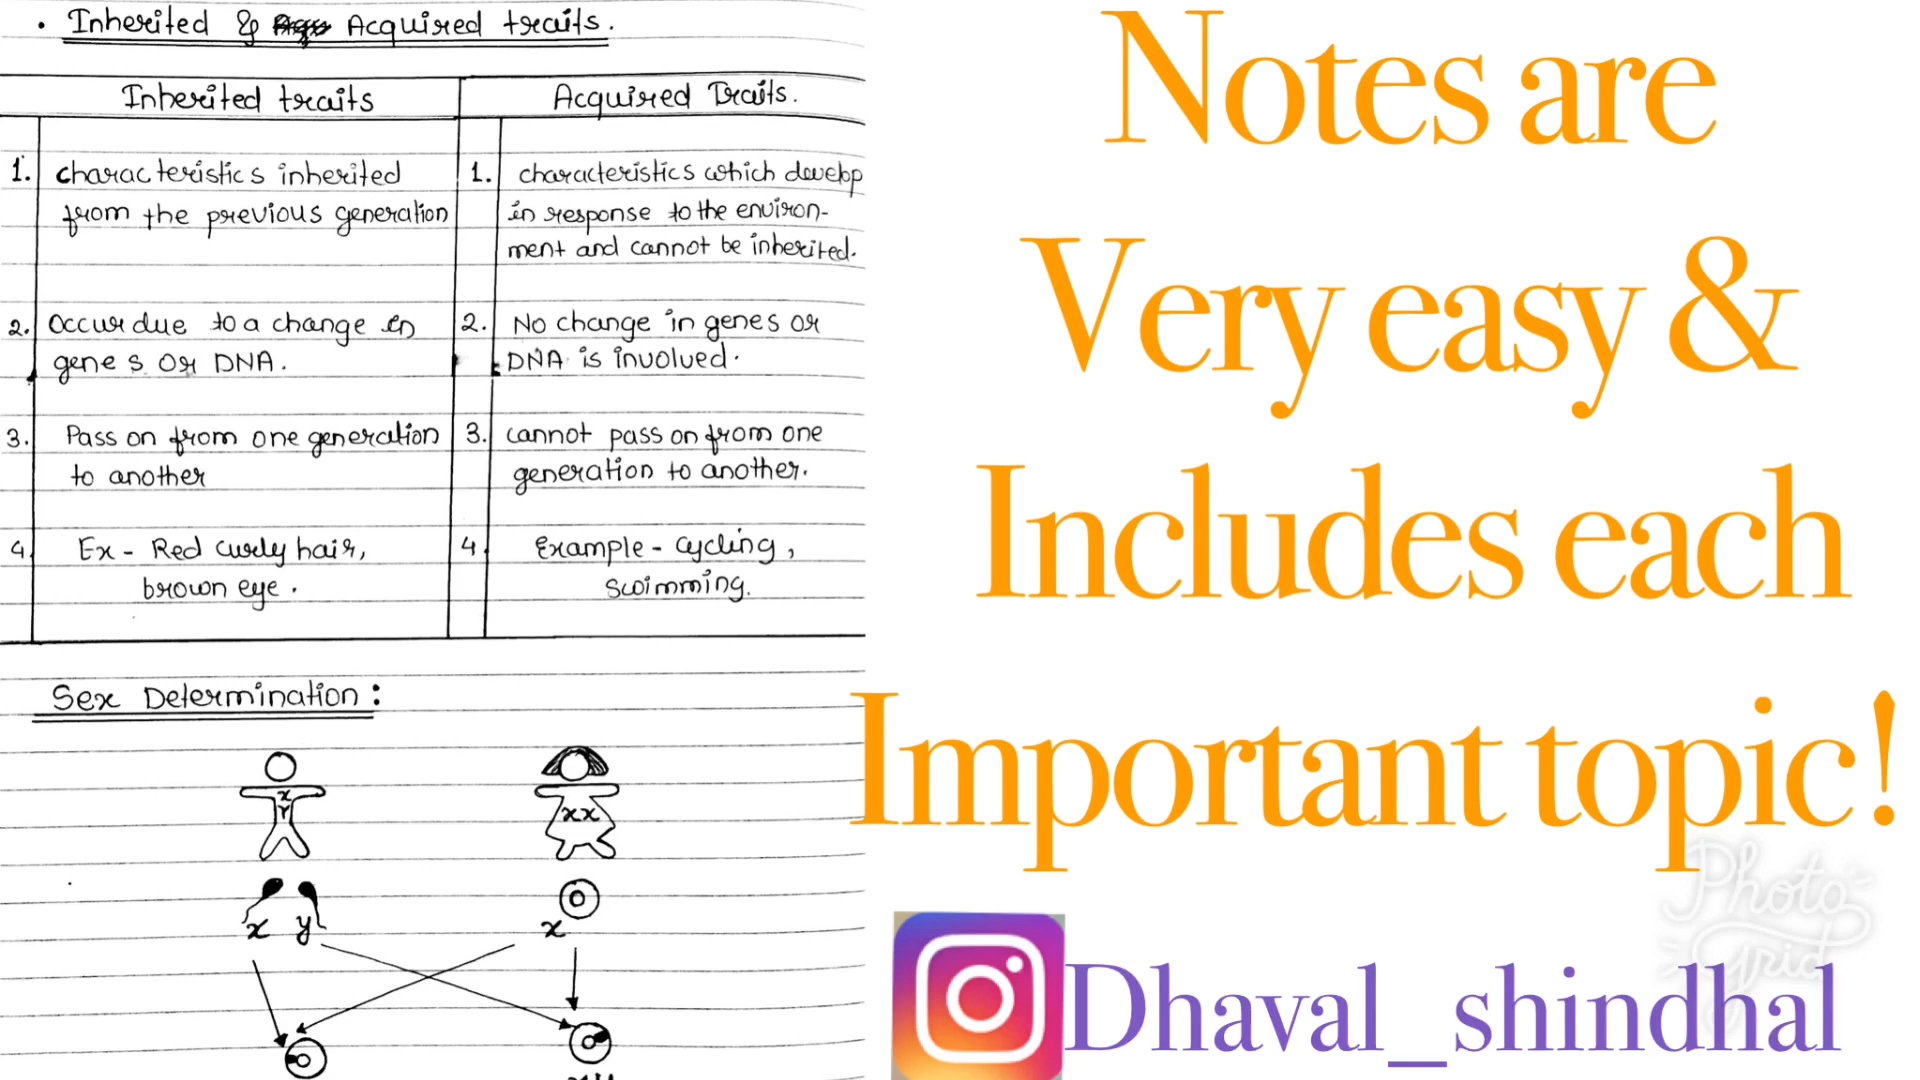 . Inherited & Acquired traits.
Inherited traits
Acquired Traits.
1. characteristics inherited
from the previous generation
1. characteristics which develop
in response to the environ-
ment and cannot be inherited.
2. Occur due to a change in
genes or DNA.
2. No change in genes or
DNA is involved.
3. Pass on from one generation
to another
3. cannot pass on from one
generation to another.
4. Ex - Red curly hair,
brown eye.
4. Example - cycling,
swimming.
Sex Determination:
x
Y
xx
x y
x
Notes are
Very easy &
Includes each
Important topic!
Photo
Grid
Dhaval_shindhal